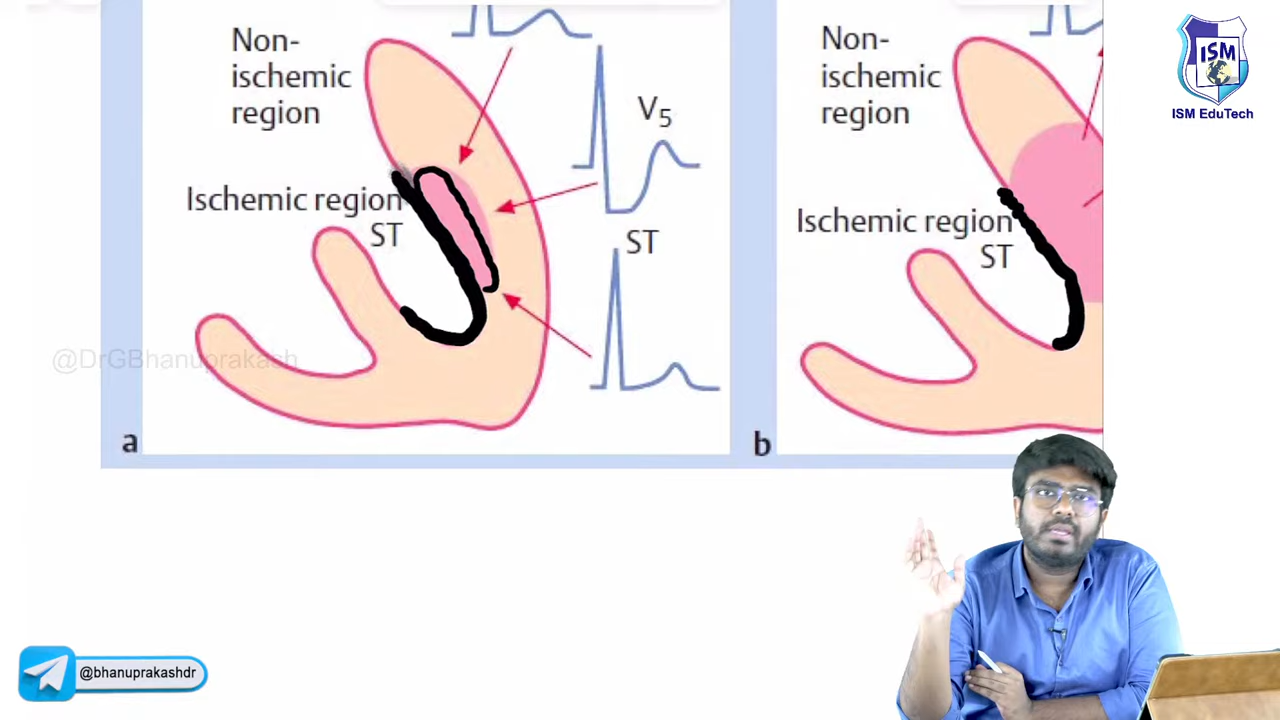 Non-
ischemic
region
V5
Ischemic region
ST
ST
@DrGBhanuprakash
a
Non-
ischemic
region
Ischemic region
ST
b
ISM
ISM EduTech
@bhanuprakashdr